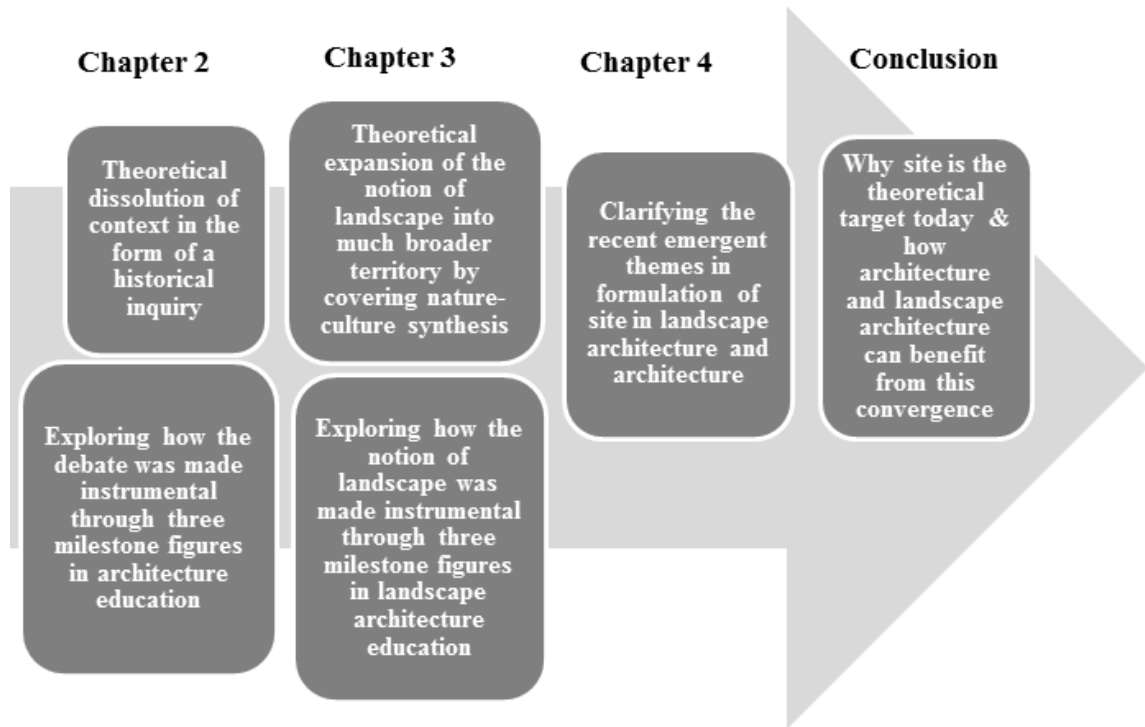 Chapter 2
Theoretical
dissolution of
context in the
form of a
historical
inquiry
Exploring how the
debate was made
instrumental
through three
milestone figures
in architecture
education
Chapter 3
Theoretical
expansion of the
notion of
landscape into
much broader
territory by
covering nature-
culture synthesis
Exploring how the
notion of
landscape was
made instrumental
through three
milestone figures
in landscape
architecture
education
Chapter 4
Clarifying the
recent emergent
themes in
formulation of
site in landscape
architecture and
architecture
Conclusion
Why site is the
theoretical
target today &
how
architecture
and landscape
architecture
can benefit
from this
convergence